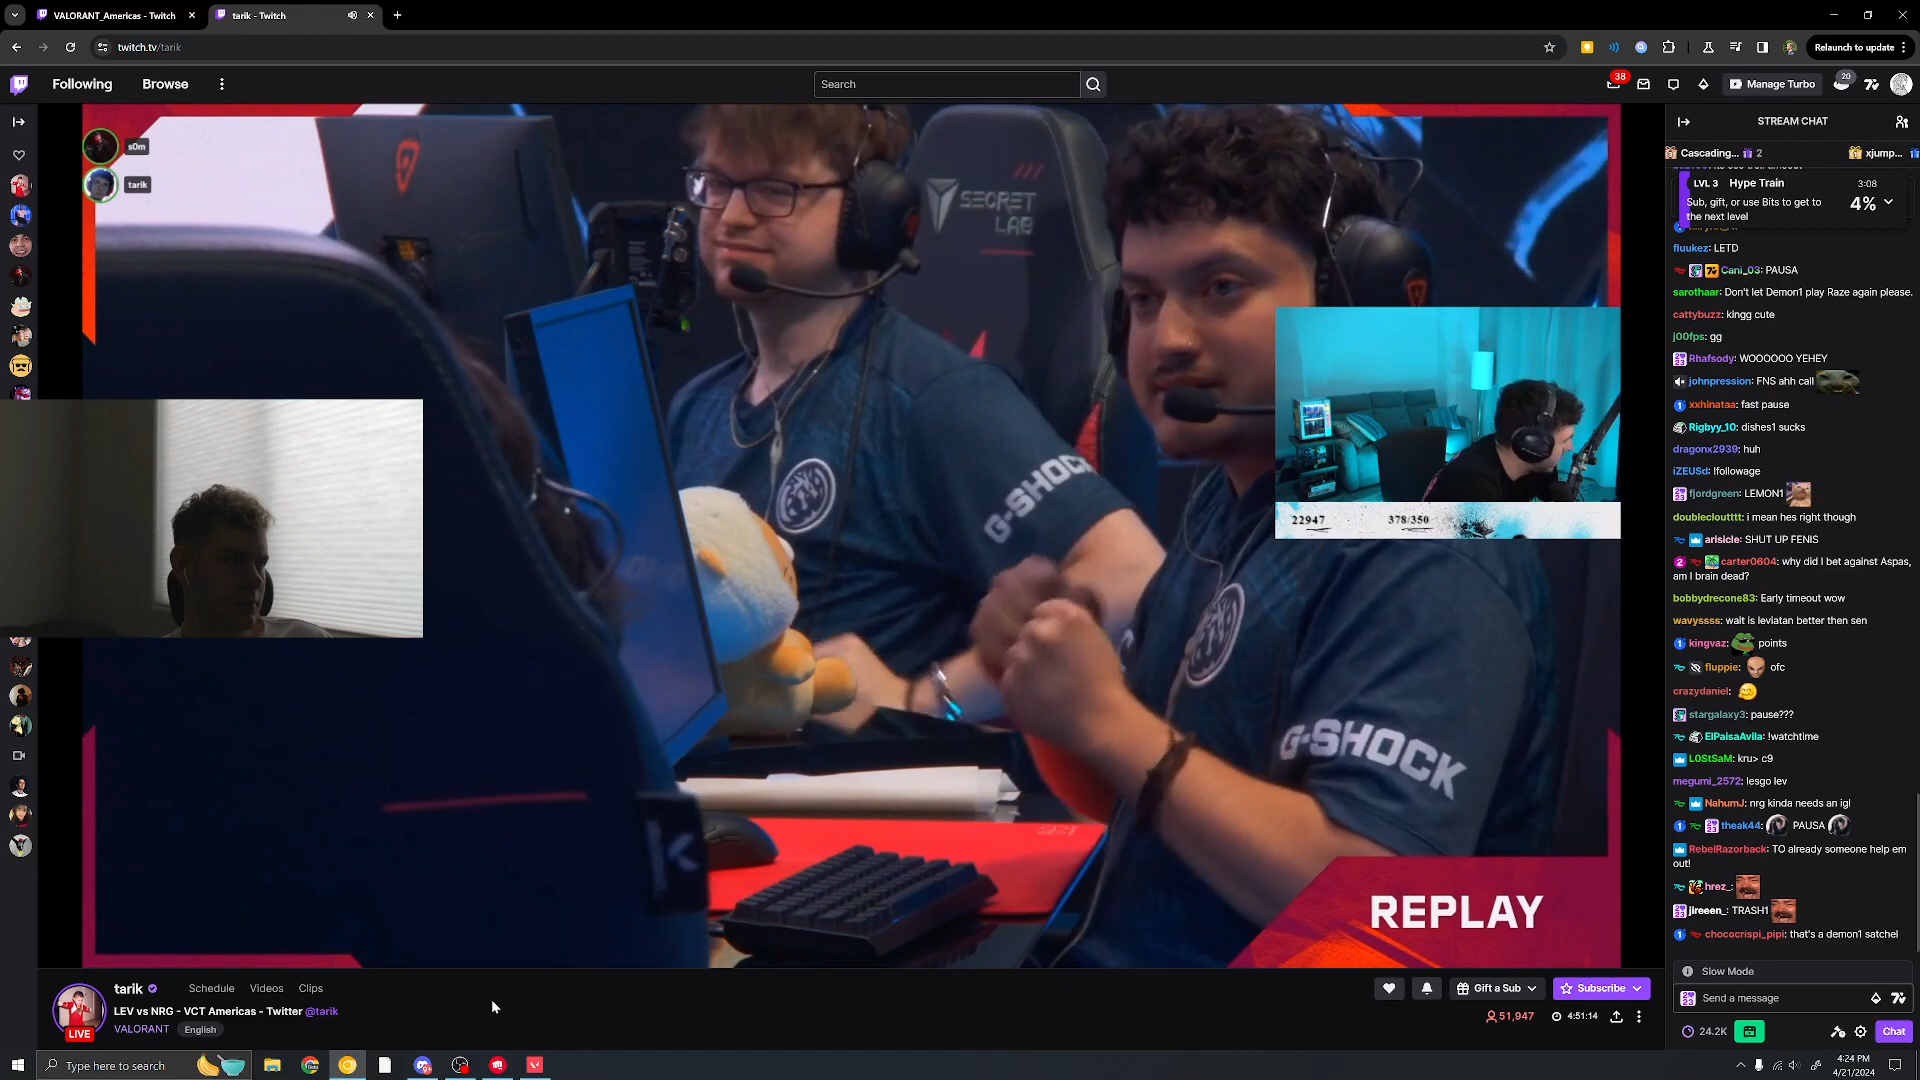 VALORANT_Americas - Twitch
tarik - Twitch
twitch.tv/tarik
Relaunch to update
Following
Browse
Search
38
Manage Turbo
20
s0m
tarik
SECRET
LAB
G-SHOCK
G-SHOCK
22947
378/350
REPLAY
STREAM CHAT
Cascading... 2
xjump...
LVL 3 Hype Train 3:08
Sub, gift, or use Bits to get to
the next level
4%
fluukez: LETD
Cani_03: PAUSA
sarothaar: Don't let Demon1 play Raze again please.
cattybuzz: kingg cute
j00fps: gg
Rhafsody: WOOOOOO YEHEY
johnpression: FNS ahh call
xxhinataa: fast pause
Rigbyy_10: dishes1 sucks
dragonx2939: huh
iZEUSd: !followage
fjordgreen: LEMON1
doublecloutttt: i mean hes right though
arisicle: SHUT UP FENIS
carter0604: why did I bet against Aspas,
am I brain dead?
bobbydrecone83: Early timeout wow
wavyssss: wait is leviatan better then sen
kingvaz: points
fluppie: ofc
crazydaniel:
stargalaxy3: pause???
ElPaisaAvila: !watchtime
L0StSaM: kru> c9
megumi_2572: lesgo lev
NahumJ: nrg kinda needs an igl
theak44: PAUSA
RebelRazorback: TO already someone help em
out!
hrez_:
jireeen_: TRASH1
chococrispi_pipi: that's a demon1 satchel
Slow Mode
Send a message
24.2K
Chat
tarik
Schedule
Videos
Clips
LEV vs NRG - VCT Americas - Twitter @tarik
LIVE
VALORANT
English
Gift a Sub
Subscribe
51,947
4:51:14
Type here to search
4:24 PM
4/21/2024